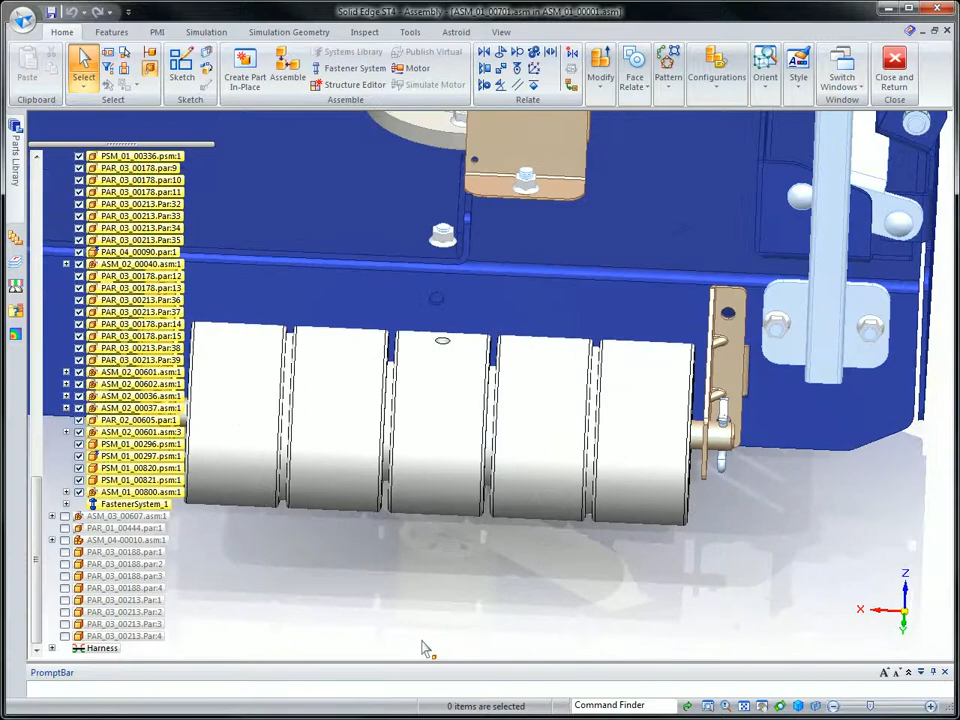 Solid Edge ST4 - Assembly - [ASM_01_00701.asm in ASM_01_00001.asm]
Home Features PMI Simulation Simulation Geometry Inspect Tools Astroid View
Paste
Clipboard
Select
Select
Sketch
Sketch
Create Part In-Place
Assemble
Systems Library
Fastener System
Structure Editor
Publish Virtual
Motor
Simulate Motor
Assemble
Relate
Modify
Face Relate
Pattern
Configurations
Orient
Style
Switch Windows
Window
Close and Return
Close
Parts Library
PSM_01_00336.psm:1
PAR_03_00178.par:9
PAR_03_00178.par:10
PAR_03_00178.par:11
PAR_03_00213.Par:32
PAR_03_00213.Par:33
PAR_03_00213.Par:34
PAR_03_00213.Par:35
PAR_04_00090.par:1
ASM_02_00040.asm:1
PAR_03_00178.par:12
PAR_03_00178.par:13
PAR_03_00213.Par:36
PAR_03_00213.Par:37
PAR_03_00178.par:14
PAR_03_00178.par:15
PAR_03_00213.Par:38
PAR_03_00213.Par:39
ASM_02_00601.asm:1
ASM_02_00602.asm:1
ASM_02_00036.asm:1
ASM_02_00037.asm:1
PAR_02_00605.par:1
ASM_02_00601.asm:3
PSM_01_00296.psm:1
PSM_01_00297.psm:1
PSM_01_00820.psm:1
PSM_01_00821.psm:1
ASM_01_00800.asm:1
FastenerSystem_1
ASM_03_00607.asm:1
PAR_01_00444.par:1
ASM_04-00010.asm:1
PAR_03_00188.par:1
PAR_03_00188.par:2
PAR_03_00188.par:3
PAR_03_00188.par:4
PAR_03_00213.Par:1
PAR_03_00213.Par:2
PAR_03_00213.Par:3
PAR_03_00213.Par:4
Harness
Z
X
Y
PromptBar
0 items are selected
Command Finder